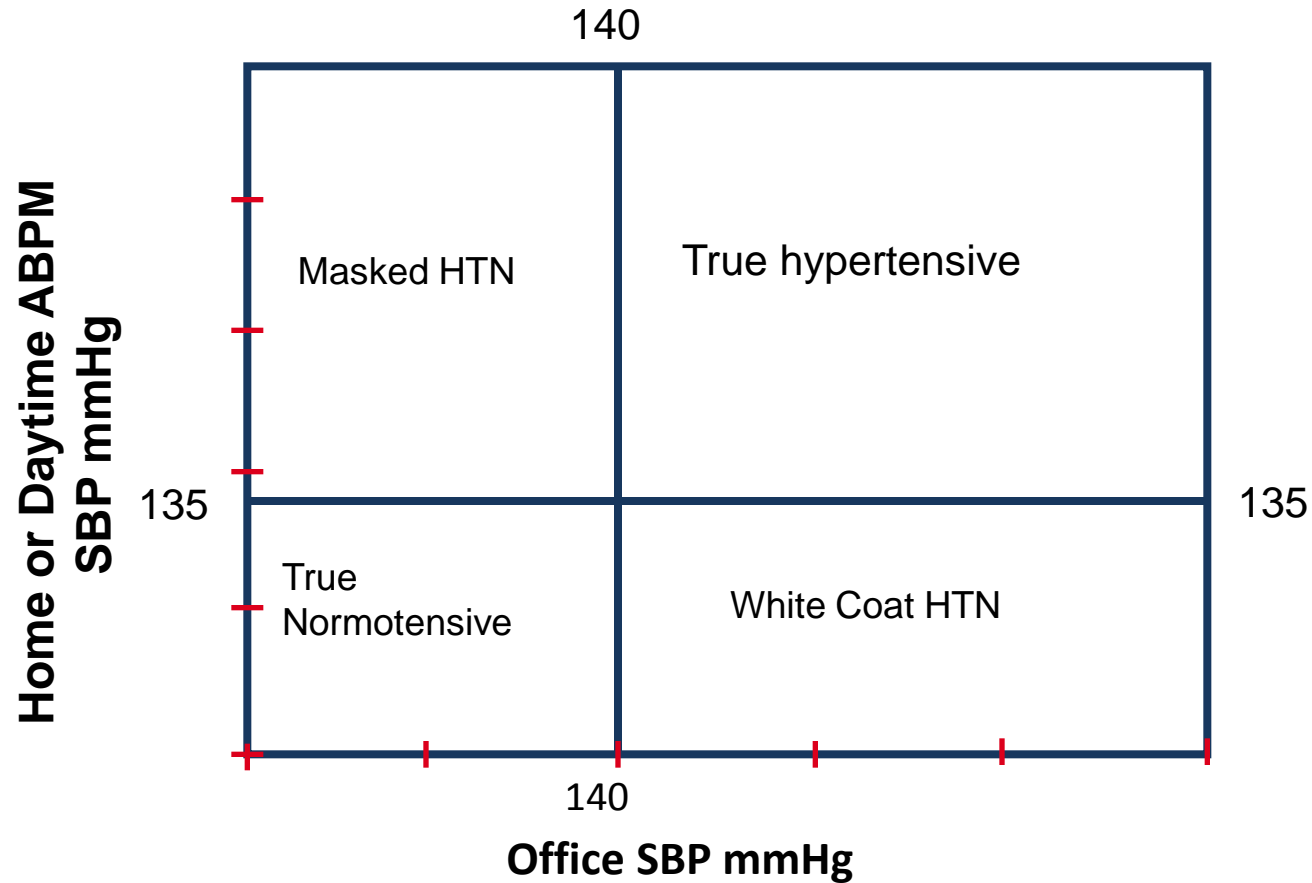 140
Home or Daytime ABPM
SBP mmHg
Masked HTN
True hypertensive
135
135
True
Normotensive
White Coat HTN
140
Office SBP mmHg